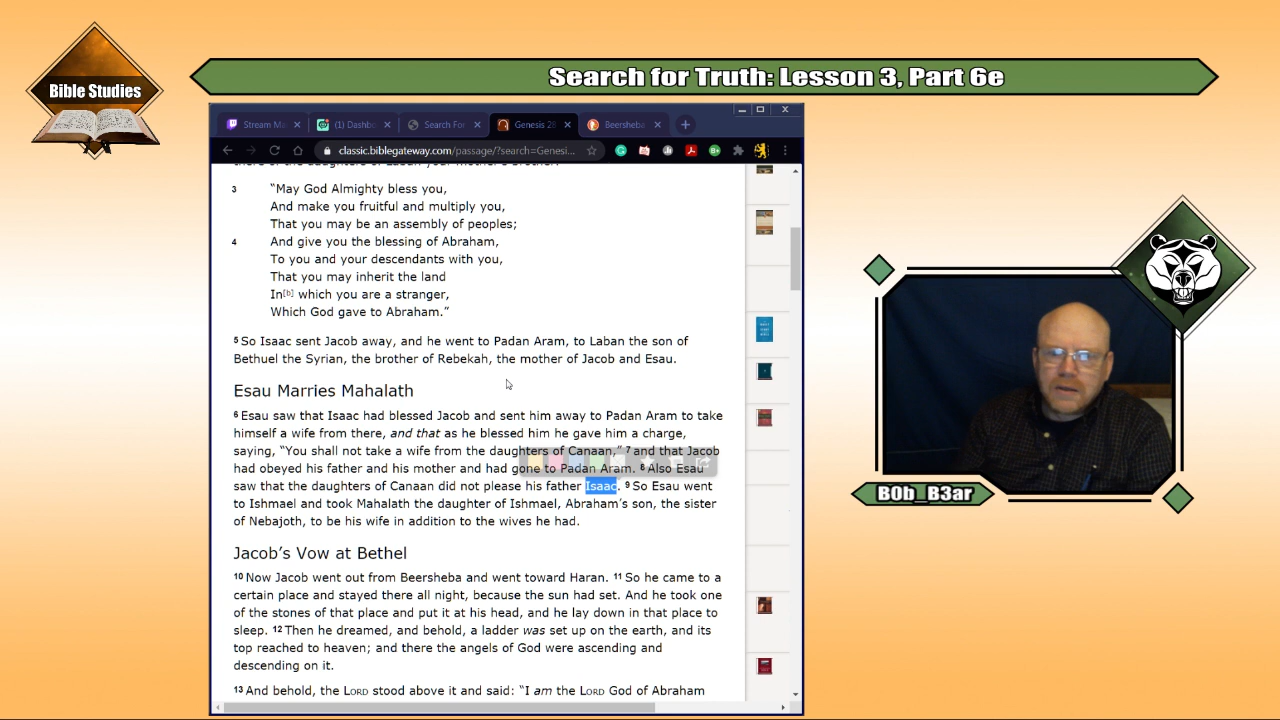 Bible Studies
Search for Truth: Lesson 3, Part 6e
Stream Ma
(1) Dashbo
Search For
Genesis 28
Beersheba
classic.biblegateway.com/passage/?search=Genesi...
3 “May God Almighty bless you,
And make you fruitful and multiply you,
That you may be an assembly of peoples;
4 And give you the blessing of Abraham,
To you and your descendants with you,
That you may inherit the land
In[b] which you are a stranger,
Which God gave to Abraham.”
5 So Isaac sent Jacob away, and he went to Padan Aram, to Laban the son of
Bethuel the Syrian, the brother of Rebekah, the mother of Jacob and Esau.
Esau Marries Mahalath
6 Esau saw that Isaac had blessed Jacob and sent him away to Padan Aram to take
himself a wife from there, and that as he blessed him he gave him a charge,
saying, “You shall not take a wife from the daughters of Canaan,” 7 and that Jacob
had obeyed his father and his mother and had gone to Padan Aram. 8 Also Esau
saw that the daughters of Canaan did not please his father Isaac. 9 So Esau went
to Ishmael and took Mahalath the daughter of Ishmael, Abraham’s son, the sister
of Nebajoth, to be his wife in addition to the wives he had.
Jacob’s Vow at Bethel
10 Now Jacob went out from Beersheba and went toward Haran. 11 So he came to a
certain place and stayed there all night, because the sun had set. And he took one
of the stones of that place and put it at his head, and he lay down in that place to
sleep. 12 Then he dreamed, and behold, a ladder was set up on the earth, and its
top reached to heaven; and there the angels of God were ascending and
descending on it.
13 And behold, the LORD stood above it and said: “I am the LORD God of Abraham
B0b_B3ar